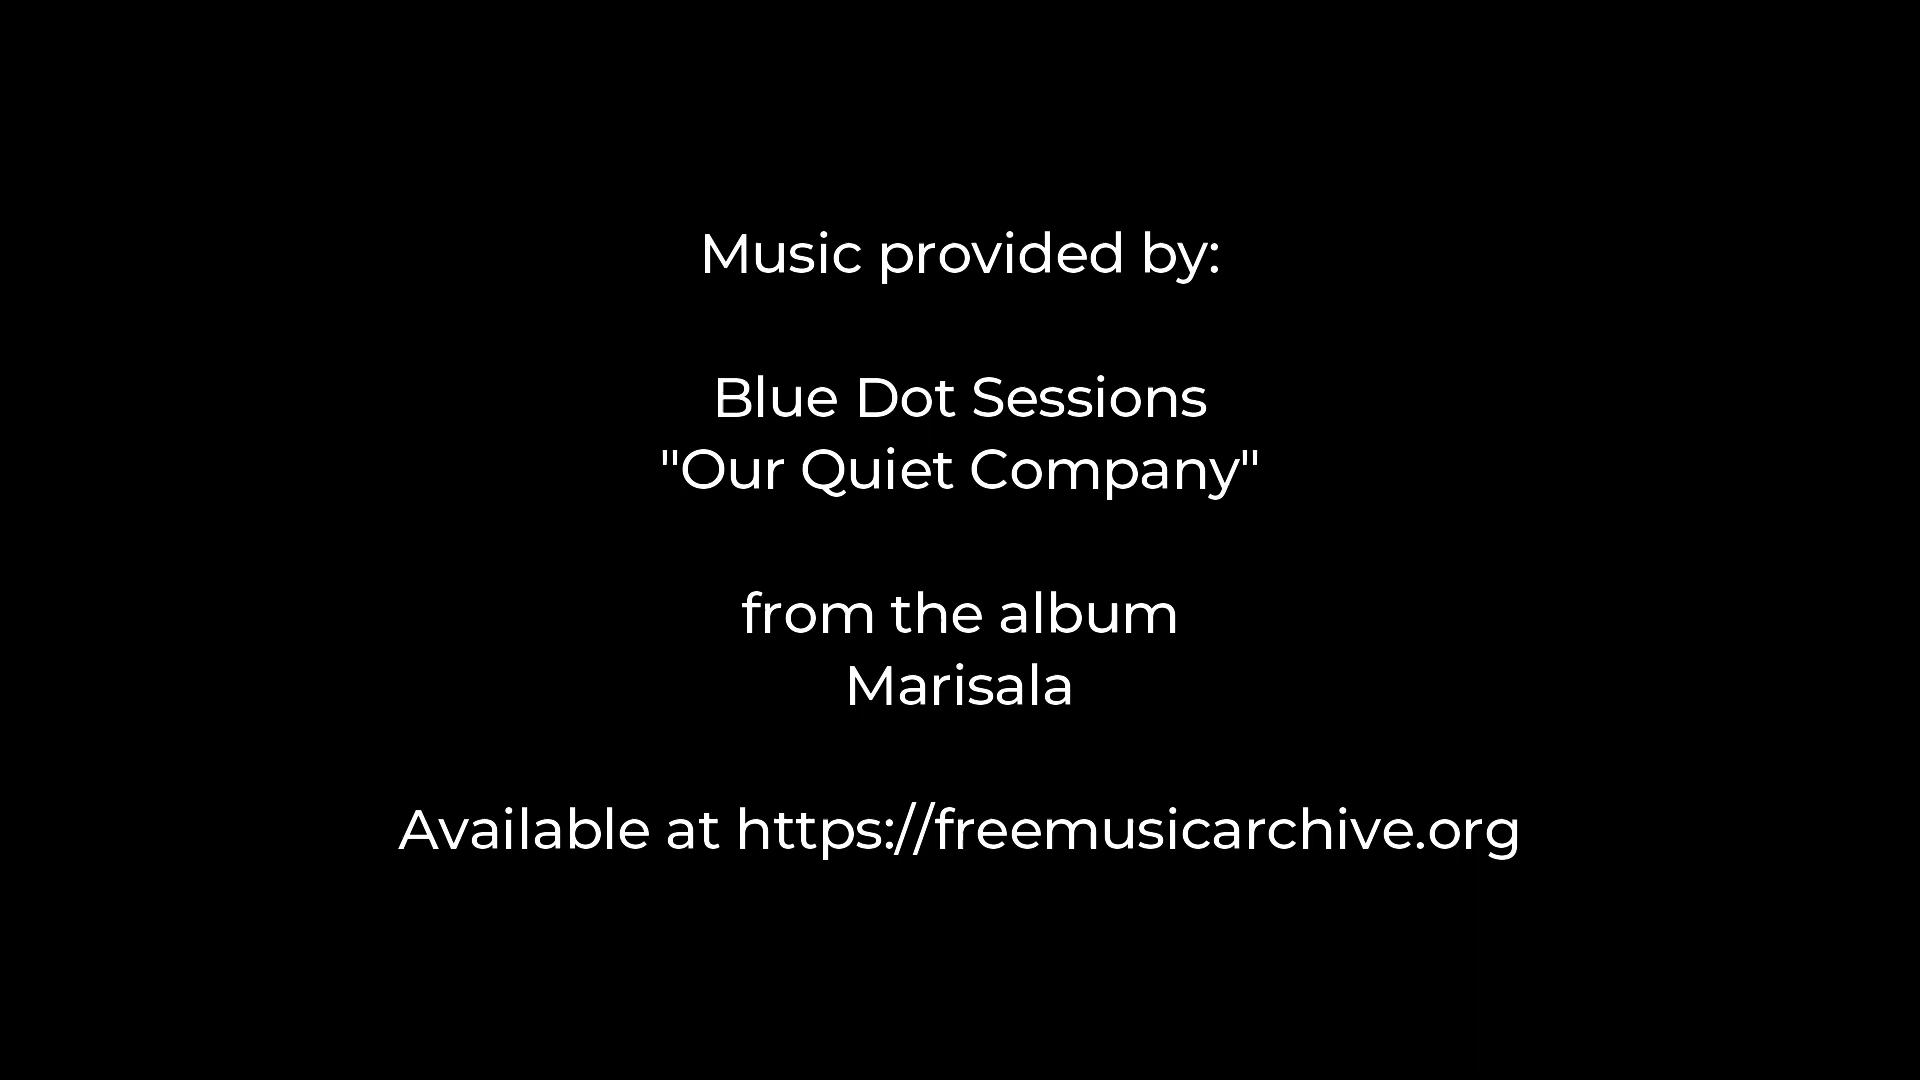 Music provided by:
Blue Dot Sessions
"Our Quiet Company"
from the album
Marisala
Available at https://freemusicarchive.org